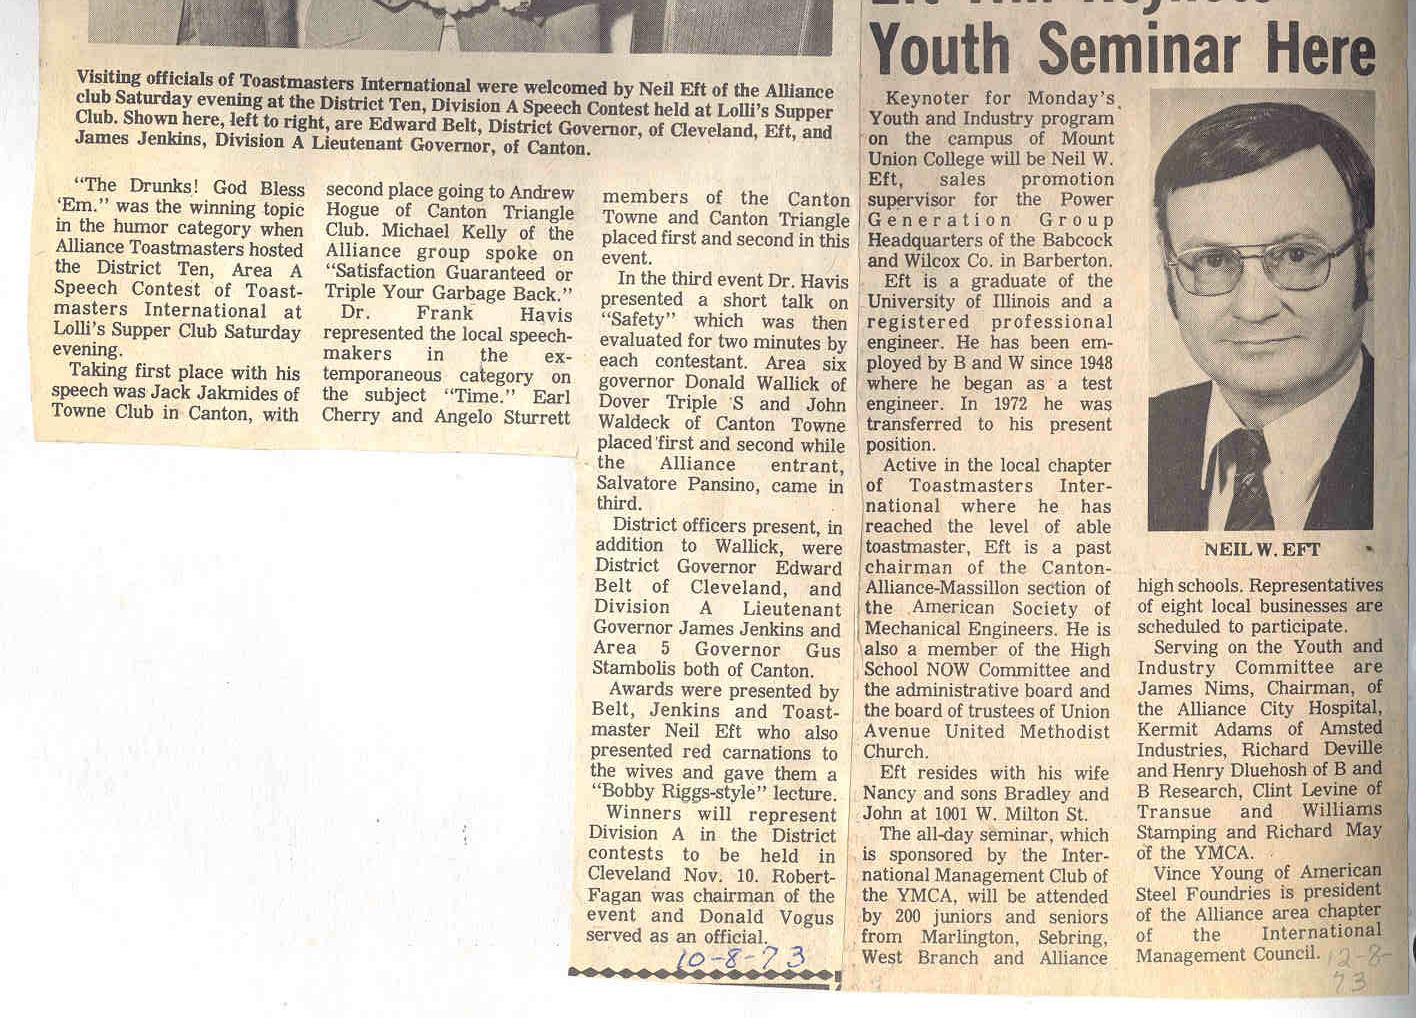 Visiting officials of Toastmasters International were welcomed by Neil Eft of the Alliance
club Saturday evening at the District Ten, Division A Speech Contest held at Lolli's Supper
Club. Shown here, left to right, are Edward Belt, District Governor, of Cleveland, Eft, and
James Jenkins, Division A Lieutenant Governor, of Canton.
"The Drunks! God Bless
'Em." was the winning topic
in the humor category when
Alliance Toastmasters hosted
the District Ten, Area A
Speech Contest of Toast-
masters International at
Lolli's Supper Club Saturday
evening.
Taking first place with his
speech was Jack Jakmides of
Towne Club in Canton, with
second place going to Andrew
Hogue of Canton Triangle
Club. Michael Kelly of the
Alliance group spoke on
"Satisfaction Guaranteed or
Triple Your Garbage Back."
Dr. Frank Havis
represented the local speech-
makers in the ex-
temporaneous category on
the subject "Time." Earl
Cherry and Angelo Sturrett
members of the Canton
Towne and Canton Triangle
placed first and second in this
event.
In the third event Dr. Havis
presented a short talk on
"Safety" which was then
evaluated for two minutes by
each contestant. Area six
governor Donald Wallick of
Dover Triple S and John
Waldeck of Canton Towne
placed first and second while
the Alliance entrant,
Salvatore Pansino, came in
third.
District officers present, in
addition to Wallick, were
District Governor Edward
Belt of Cleveland, and
Division A Lieutenant
Governor James Jenkins and
Area 5 Governor Gus
Stambolis both of Canton.
Awards were presented by
Belt, Jenkins and Toast-
master Neil Eft who also
presented red carnations to
the wives and gave them a
"Bobby Riggs-style" lecture.
Winners will represent
Division A in the District
contests to be held in
Cleveland Nov. 10. Robert-
Fagan was chairman of the
event and Donald Vogus
served as an official.
10-8-73
Eft Will Keynote
Youth Seminar Here
Keynoter for Monday's
Youth and Industry program
on the campus of Mount
Union College will be Neil W.
Eft, sales promotion
supervisor for the Power
Generation Group
Headquarters of the Babcock
and Wilcox Co. in Barberton.
Eft is a graduate of the
University of Illinois and a
registered professional
engineer. He has been em-
ployed by B and W since 1948
where he began as a test
engineer. In 1972 he was
transferred to his present
position.
Active in the local chapter
of Toastmasters Inter-
national where he has
reached the level of able
toastmaster, Eft is a past
chairman of the Canton-
Alliance-Massillon section of
the American Society of
Mechanical Engineers. He is
also a member of the High
School NOW Committee and
the administrative board and
the board of trustees of Union
Avenue United Methodist
Church.
Eft resides with his wife
Nancy and sons Bradley and
John at 1001 W. Milton St.
The all-day seminar, which
is sponsored by the Inter-
national Management Club of
the YMCA, will be attended
by 200 juniors and seniors
from Marlington, Sebring,
West Branch and Alliance
NEIL W. EFT
high schools. Representatives
of eight local businesses are
scheduled to participate.
Serving on the Youth and
Industry Committee are
James Nims, Chairman, of
the Alliance City Hospital,
Kermit Adams of Amsted
Industries, Richard Deville
and Henry Dluehosh of B and
B Research, Clint Levine of
Transue and Williams
Stamping and Richard May
of the YMCA.
Vince Young of American
Steel Foundries is president
of the Alliance area chapter
of the International
Management Council.
12-8-
73